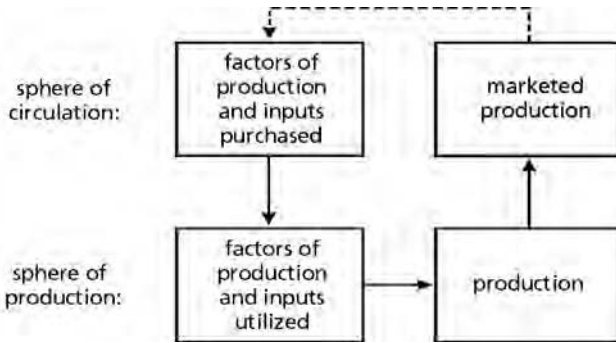 sphere of
circulation:
factors of
production
and inputs
purchased
marketed
production
sphere of
production:
factors of
production
and inputs
utilized
production